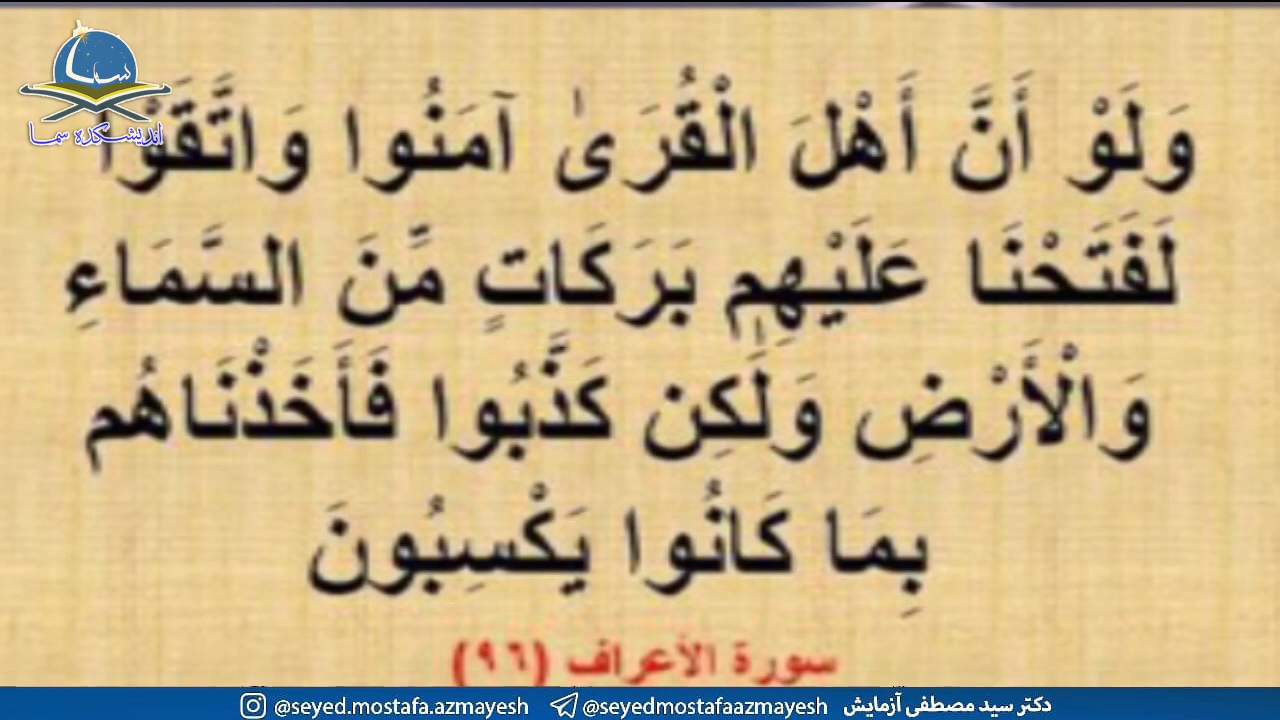 سما
اندیشکده سما
وَلَوْ أَنَّ أَهْلَ الْقُرَىٰ آمَنُوا وَاتَّقَوْا
لَفَتَحْنَا عَلَيْهِم بَرَكَاتٍ مِّنَ السَّمَاءِ
وَالْأَرْضِ وَلَٰكِن كَذَّبُوا فَأَخَذْنَاهُم
بِمَا كَانُوا يَكْسِبُونَ
سورة الأعراف (٩٦)
@seyed.mostafa.azmayesh @seyedmostafaazmayesh دکتر سید مصطفی آزمایش